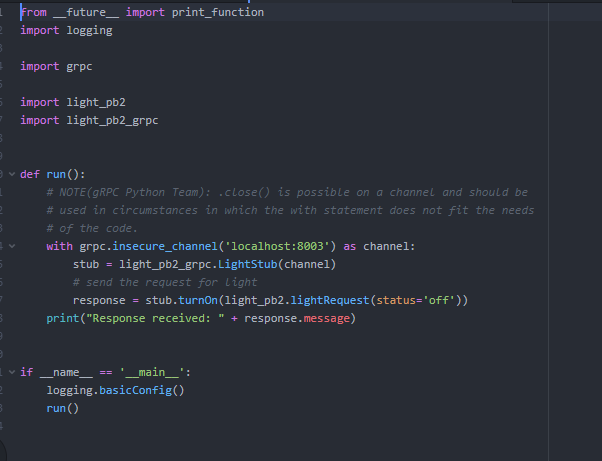 from __future__ import print_function
import logging
import grpc
import light_pb2
import light_pb2_grpc
def run():
# NOTE(gRPC Python Team): .close() is possible on a channel and should be
# used in circumstances in which the with statement does not fit the needs
# of the code.
with grpc.insecure_channel('localhost:8003') as channel:
stub = light_pb2_grpc.LightStub(channel)
# send the request for light
response = stub.turnOn(light_pb2.lightRequest(status='off'))
print("Response received: " + response.message)
if __name__ == '__main__':
logging.basicConfig()
run()